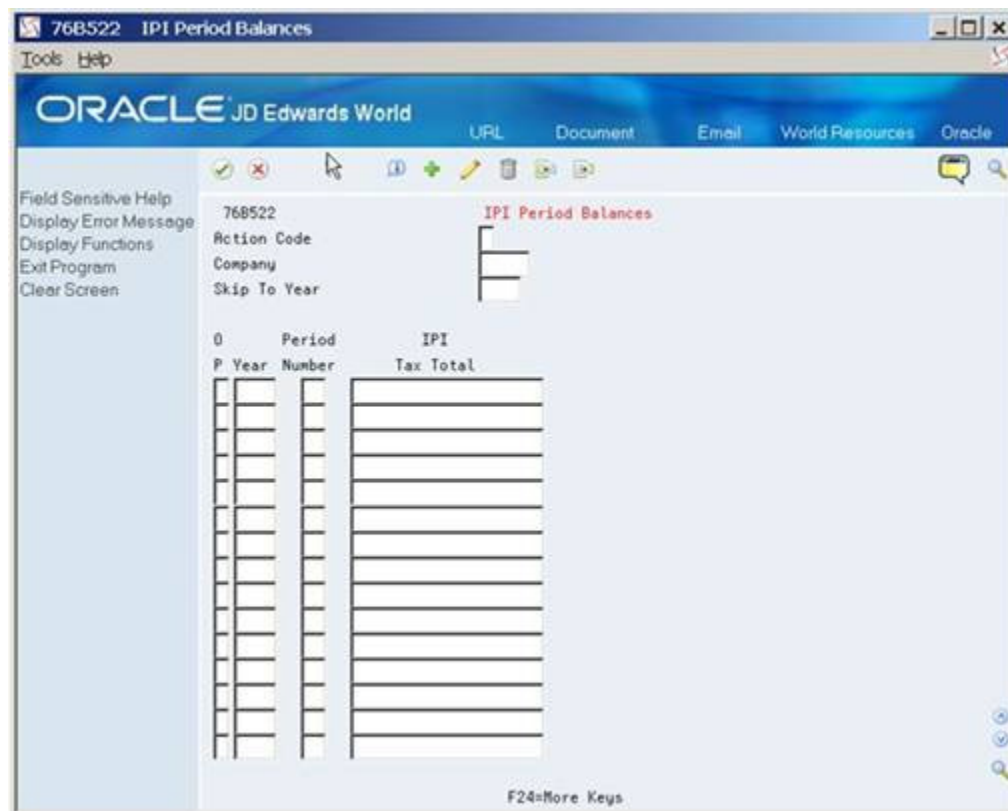 76B522 IPI Period Balances
Tools Help
ORACLE JD Edwards World
URL Document Email World Resources Oracle
Field Sensitive Help
Display Error Message
Display Functions
Exit Program
Clear Screen
76B522 IPI Period Balances
Action Code
Company
Skip To Year
O Period IPI
P Year Number Tax Total
F24=More Keys